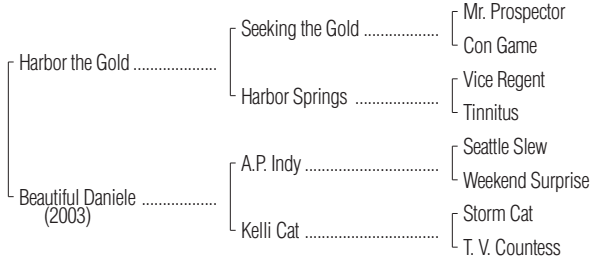 Mr. Prospector
Seeking the Gold ..................
Con Game
Harbor the Gold ....................
Vice Regent
Harbor Springs ....................
Tinnitus
Seattle Slew
A.P. Indy ................................
Weekend Surprise
Beautiful Daniele ..................
(2003)
Storm Cat
Kelli Cat ................................
T. V. Countess